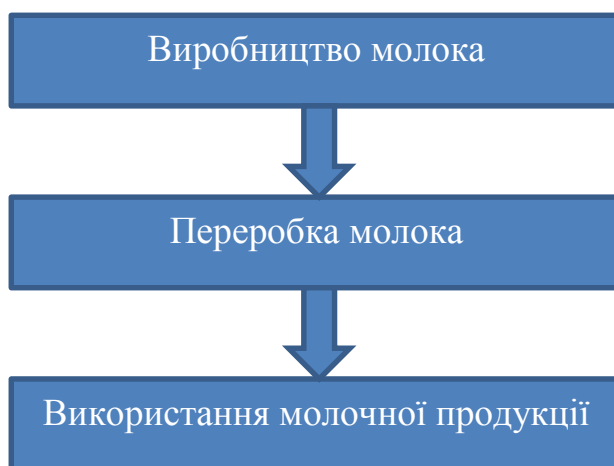 Виробництво молока
Переробка молока
Використання молочної продукції